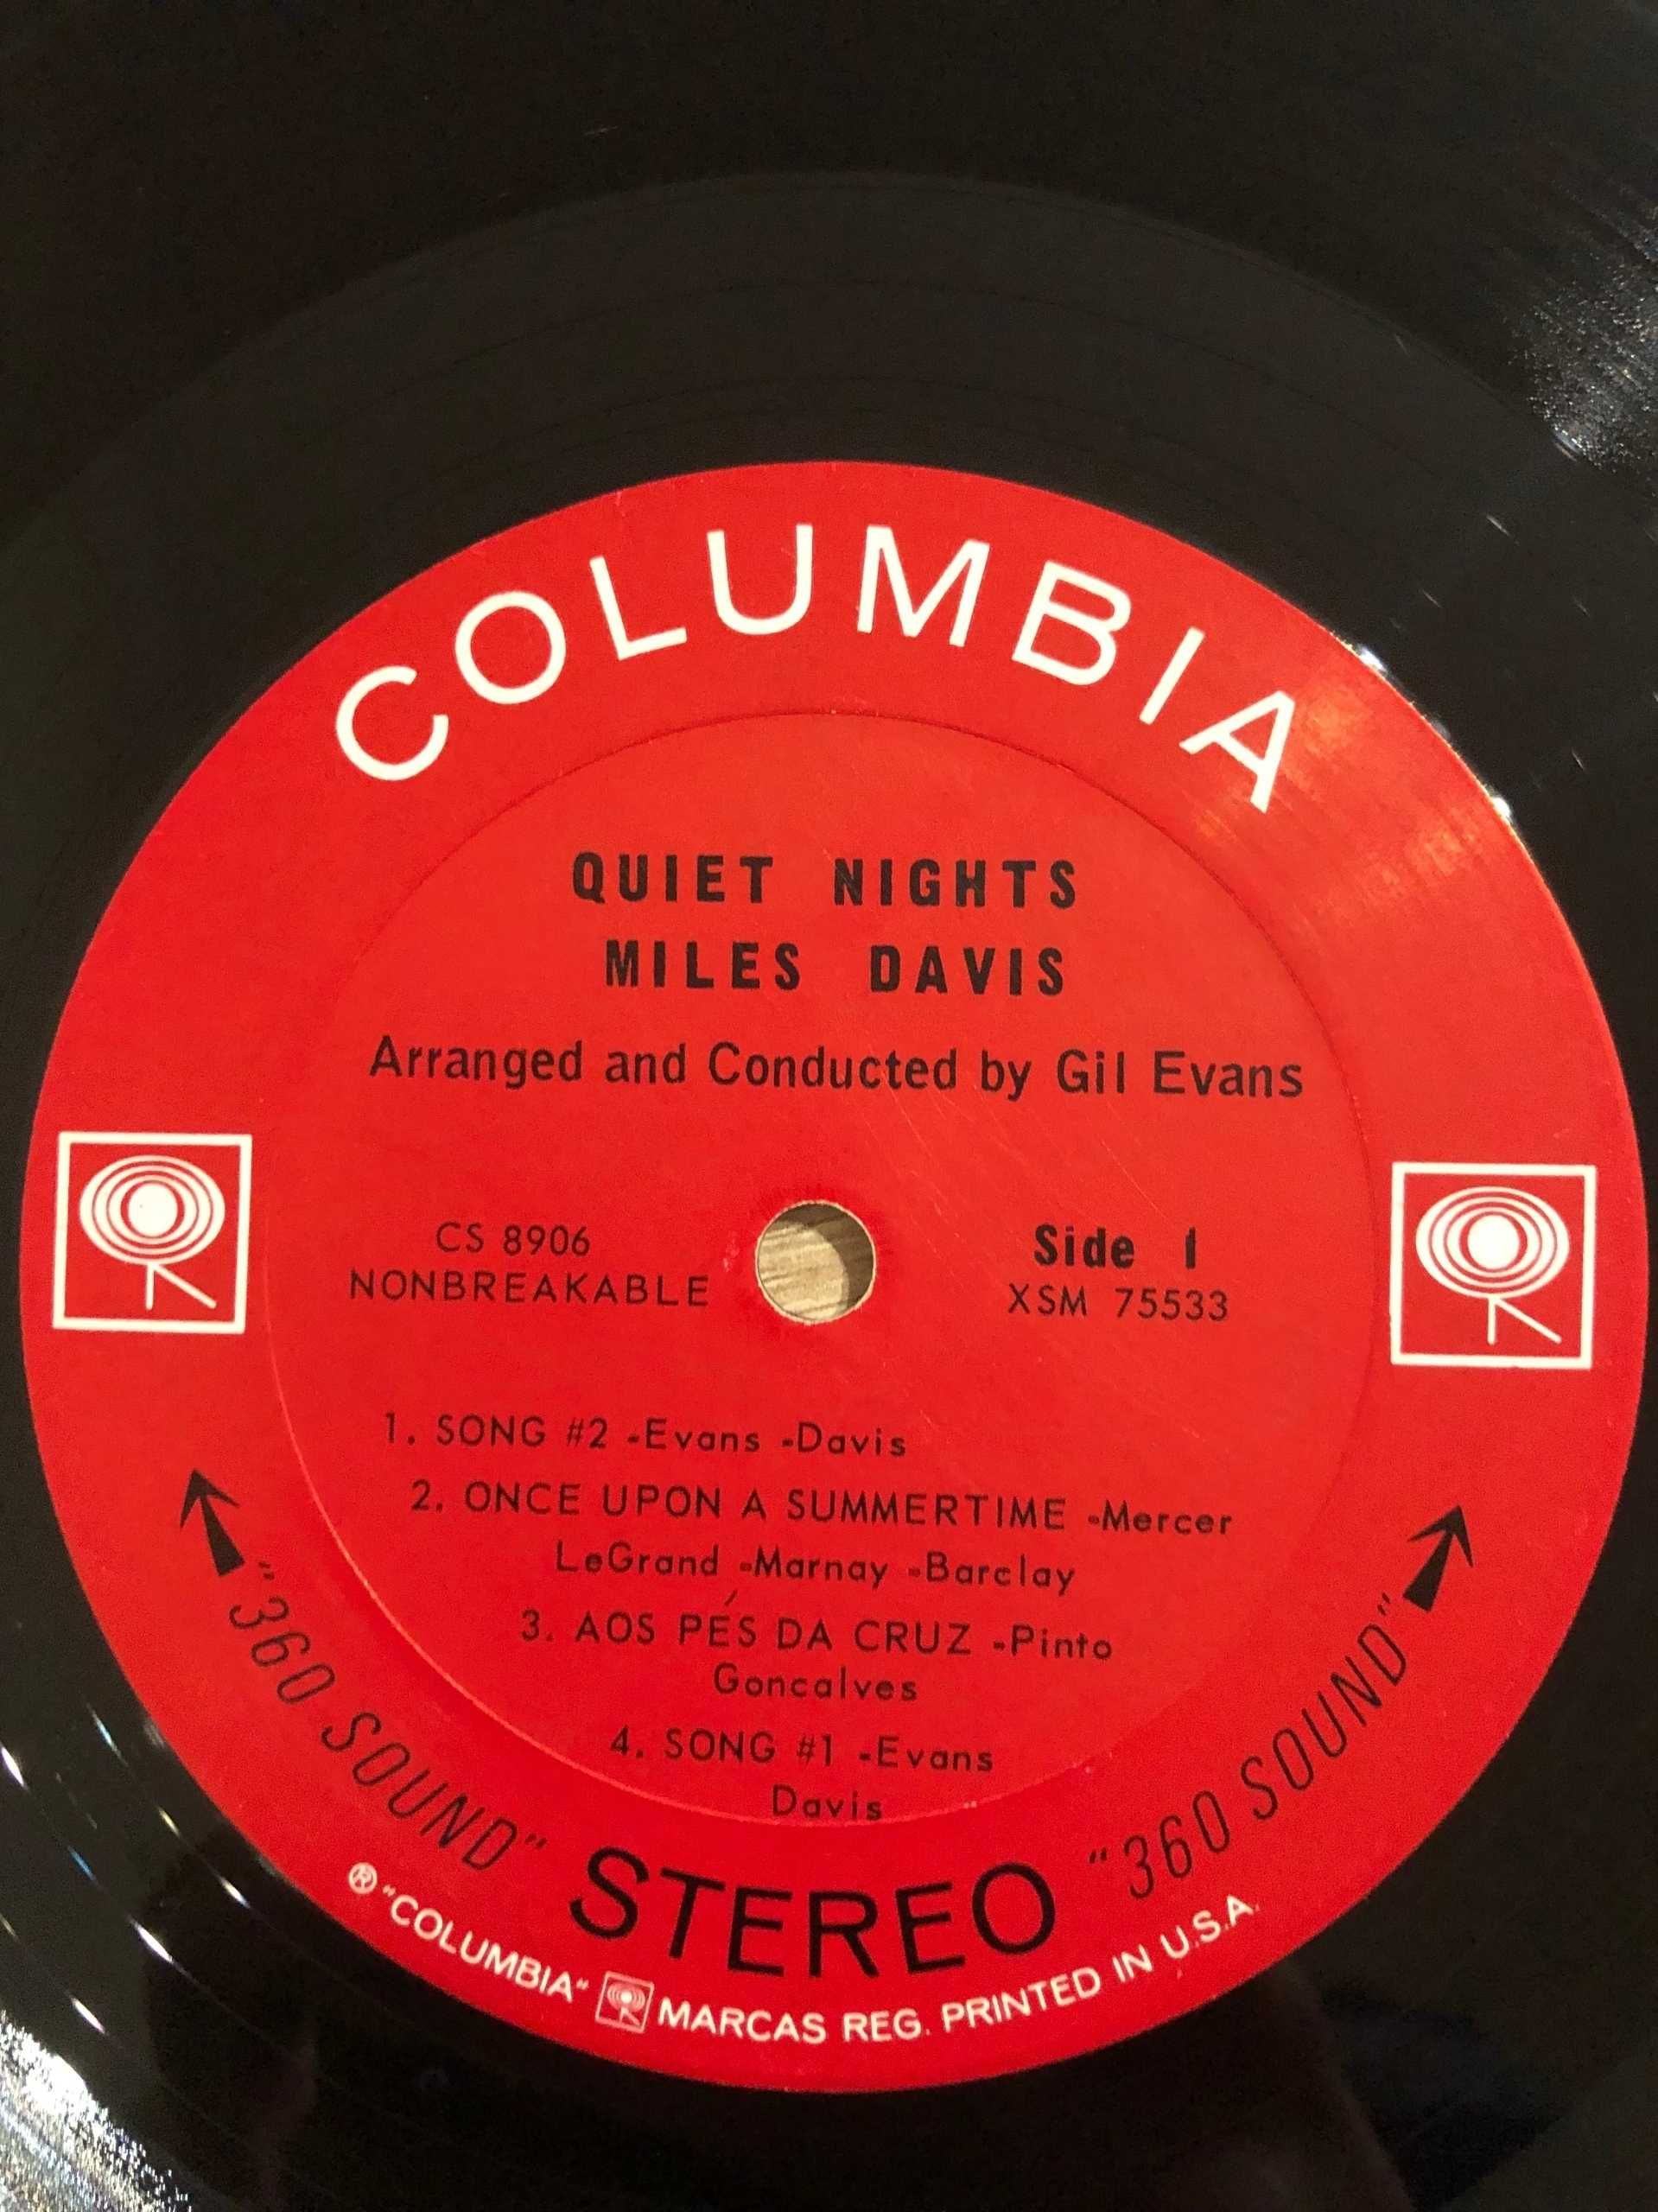 COLUMBIA
QUIET NIGHTS
MILES DAVIS
Arranged and Conducted by Gil Evans
CS 8906
NONBREAKABLE
Side 1
XSM 75533
1. SONG #2 -Evans -Davis
2. ONCE UPON A SUMMERTIME -Mercer
LeGrand -Marnay -Barclay
3. AOS PÉS DA CRUZ -Pinto
Goncalves
4. SONG #1 -Evans
Davis
"360 SOUND" STEREO "360 SOUND"
® "COLUMBIA" MARCAS REG. PRINTED IN U.S.A.